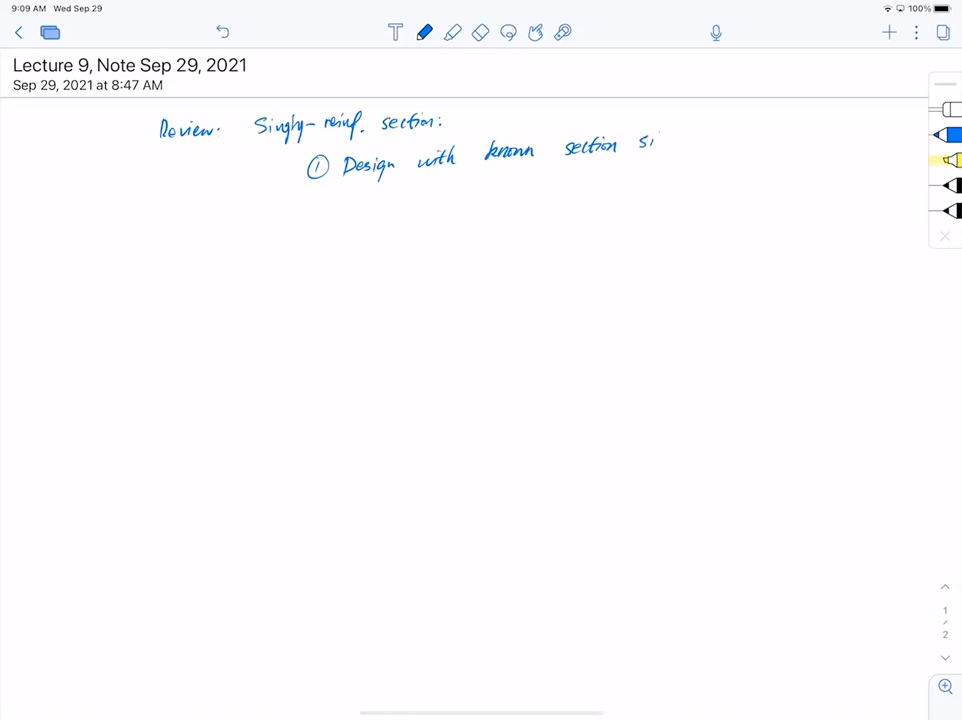 9:09 AM Wed Sep 29
100%
T
Lecture 9, Note Sep 29, 2021
Sep 29, 2021 at 8:47 AM
Review: Singly-reinf. section:
① Design with known section si
1
/
2